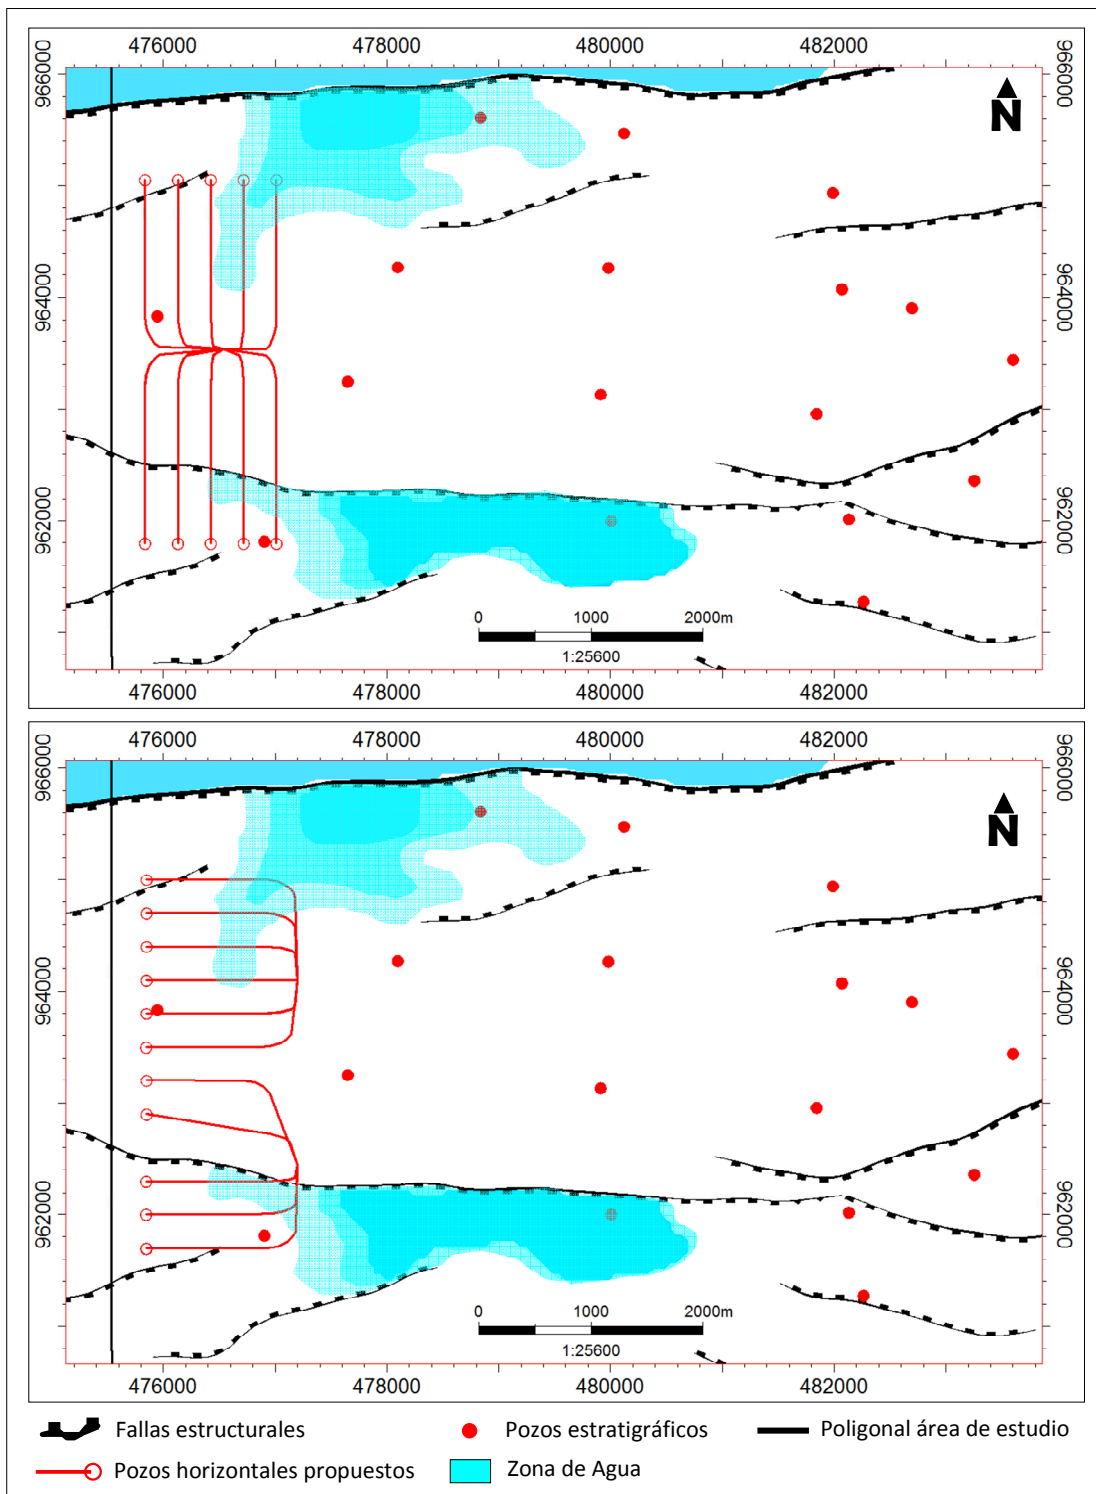 476000 478000 480000 482000
966000 966000
N
964000 964000
962000 962000
0 1000 2000m
1:25600
476000 478000 480000 482000
476000 478000 480000 482000
966000 966000
N
964000 964000
962000 962000
0 1000 2000m
1:25600
476000 478000 480000 482000
Fallas estructurales Pozos estratigráficos Poligonal área de estudio
Pozos horizontales propuestos Zona de Agua